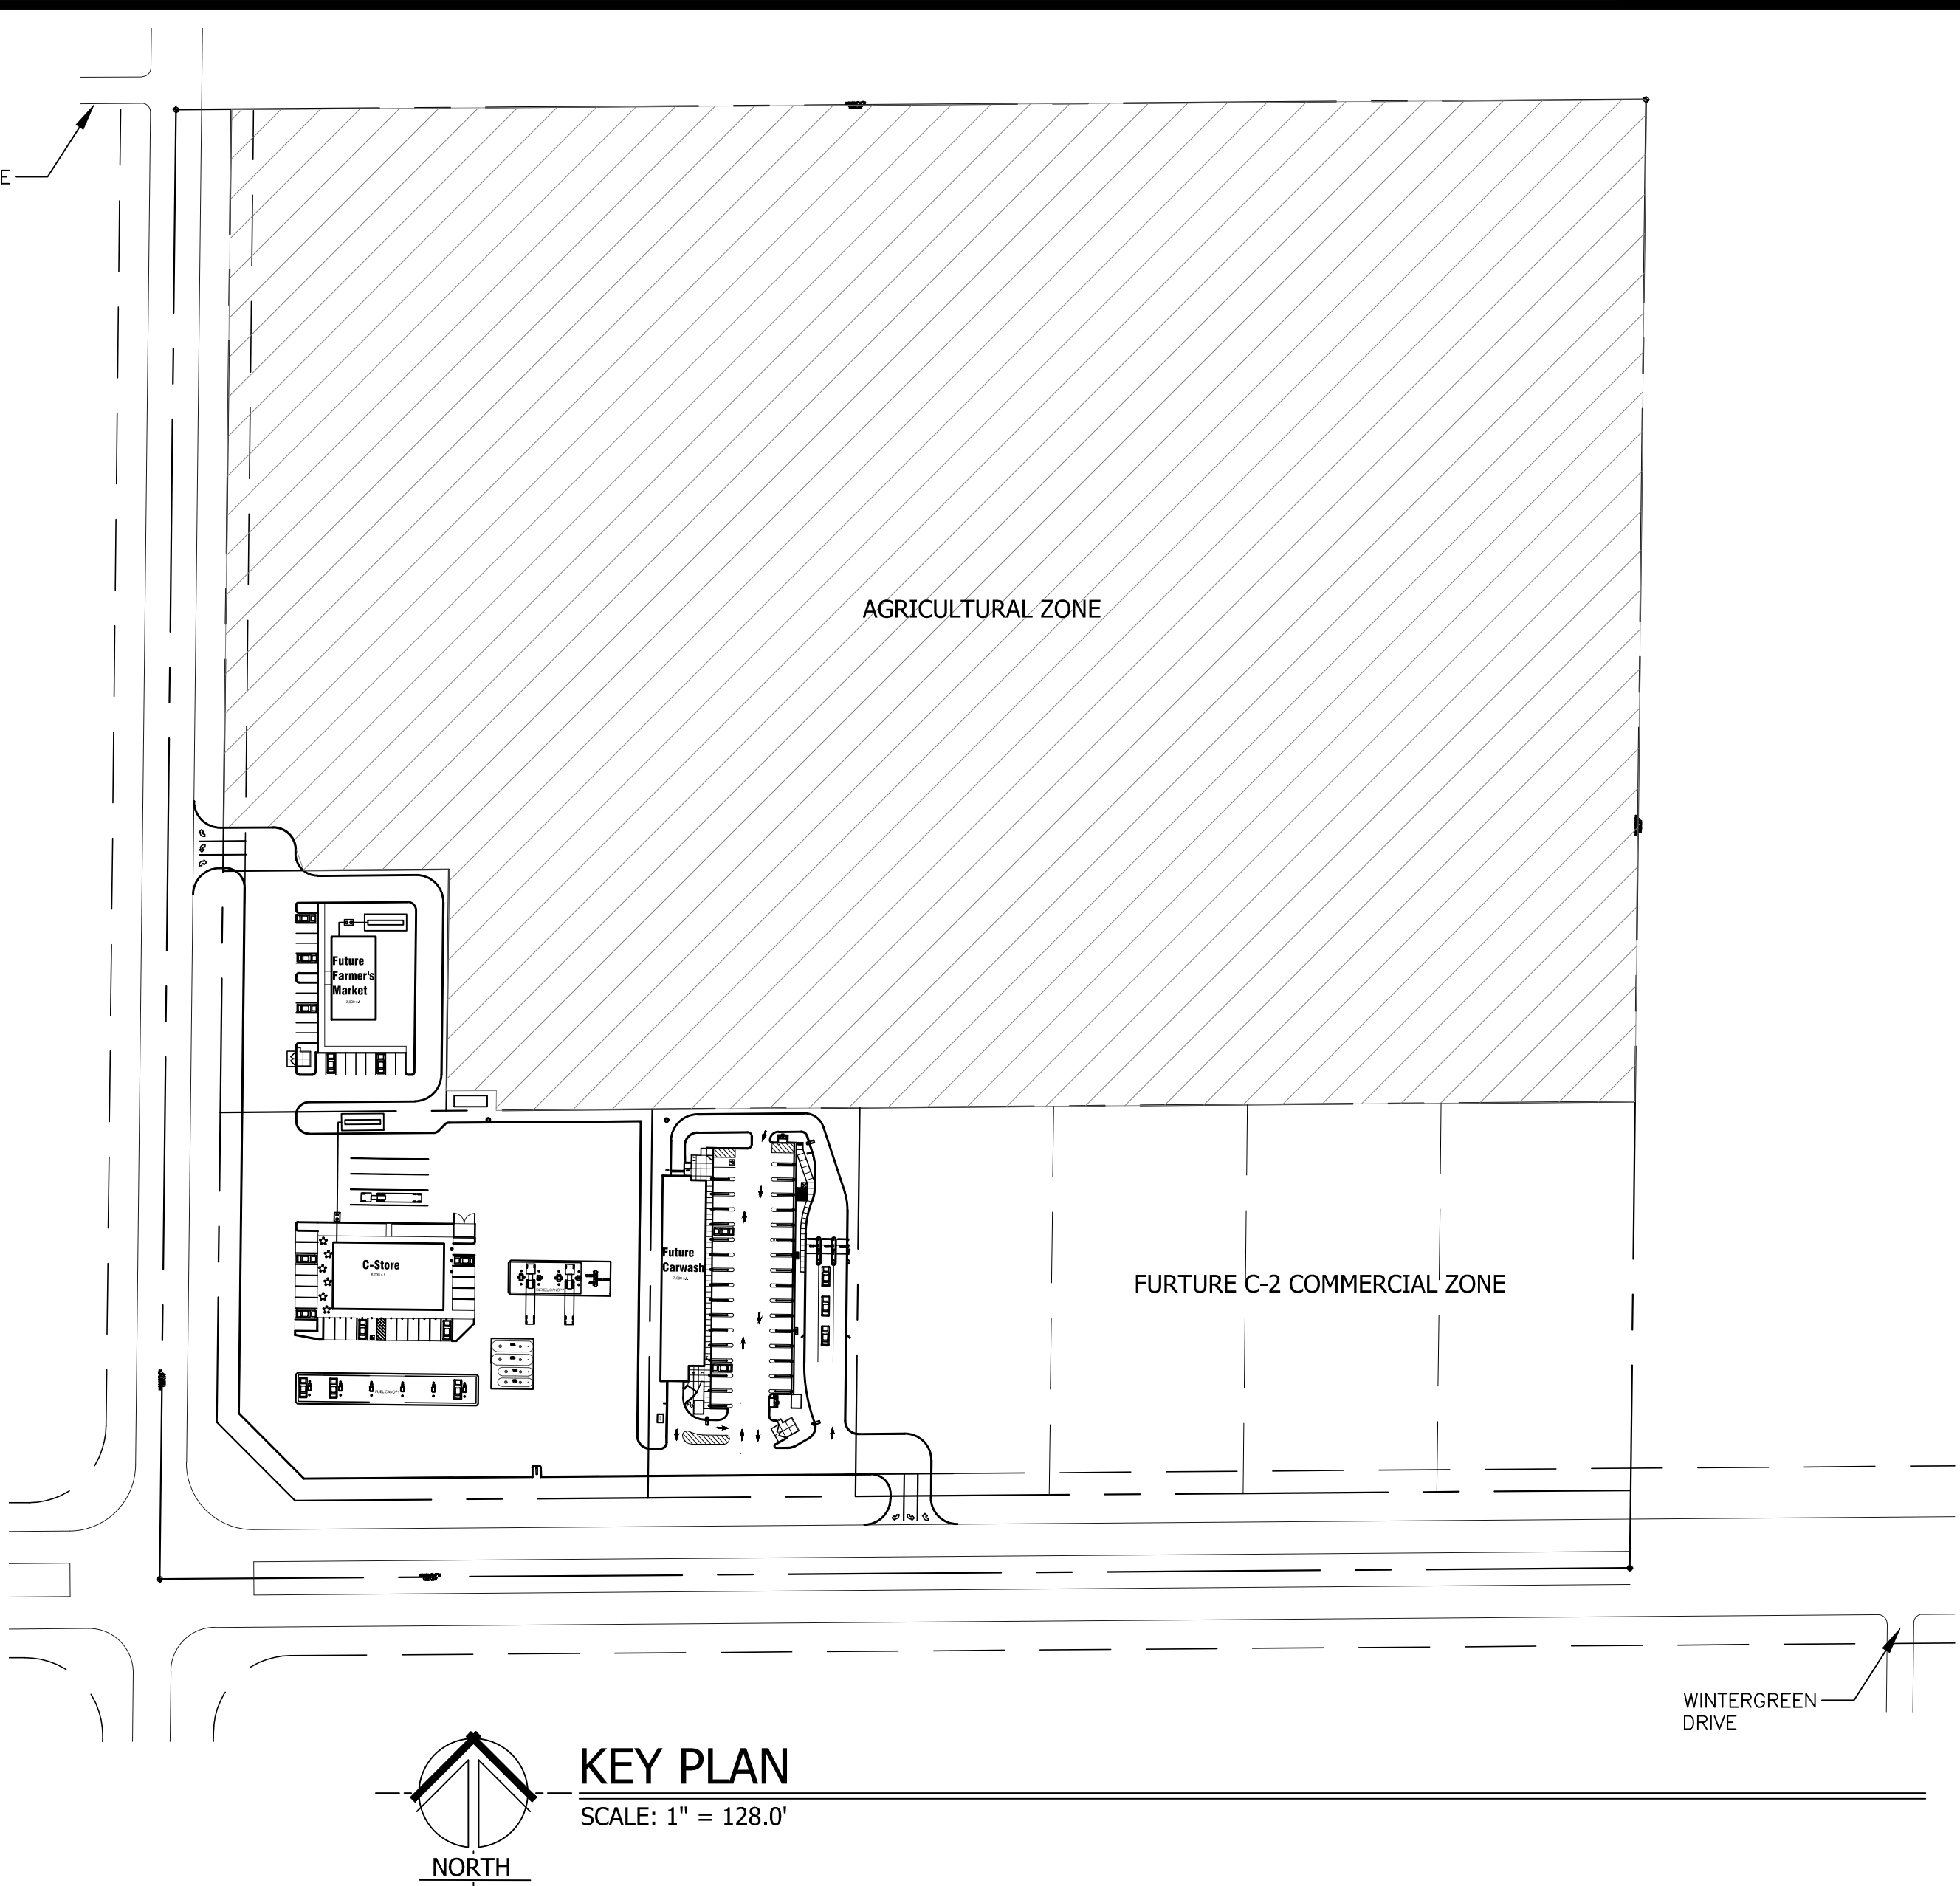 E
AGRICULTURAL ZONE
Future
Farmer's
Market
C-Store
Future
Carwash
FURTURE C-2 COMMERCIAL ZONE
WINTERGREEN
DRIVE
KEY PLAN
SCALE: 1" = 128.0'
NORTH